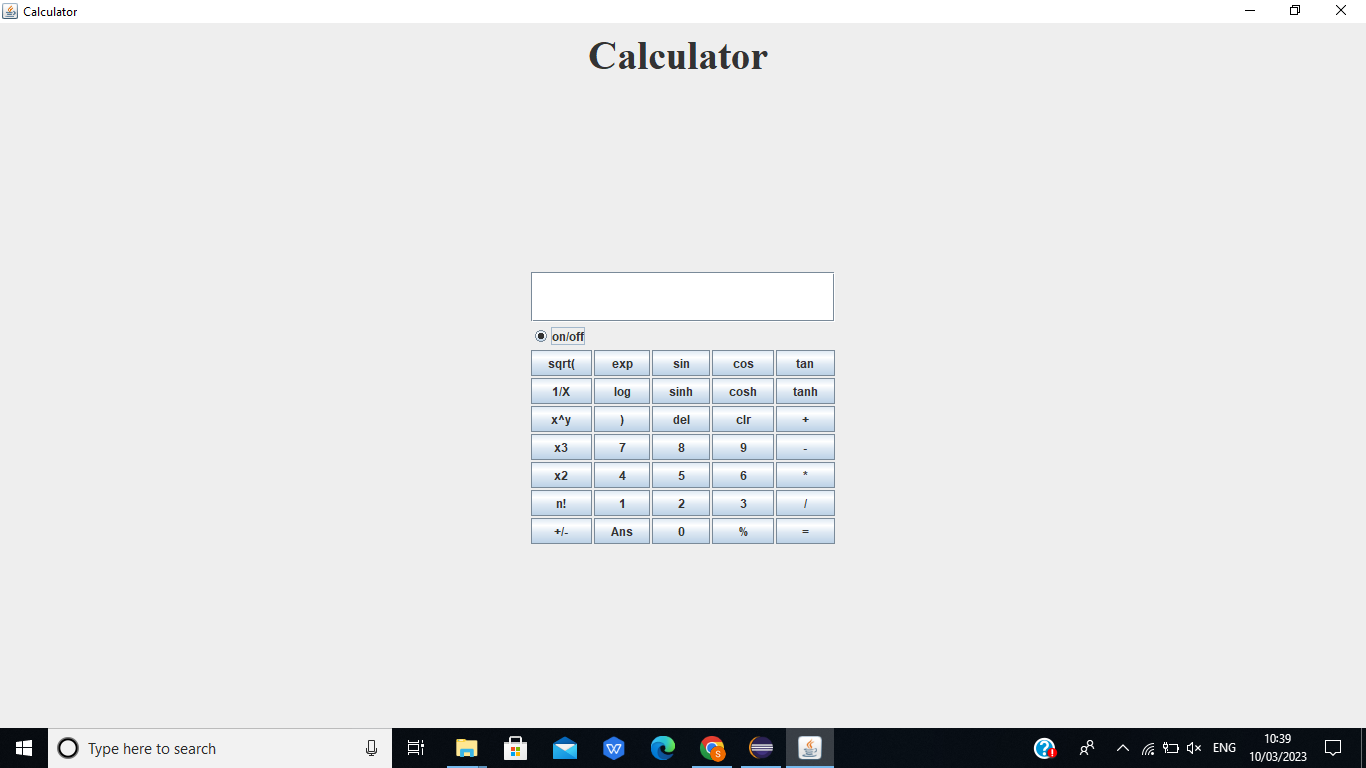 Calculator
Calculator
on/off
sqrt( exp sin cos tan
1/X log sinh cosh tanh
x^y ) del clr +
x3 7 8 9 -
x2 4 5 6 *
n! 1 2 3 /
+/- Ans 0 % =
Type here to search
ENG
10:39
10/03/2023